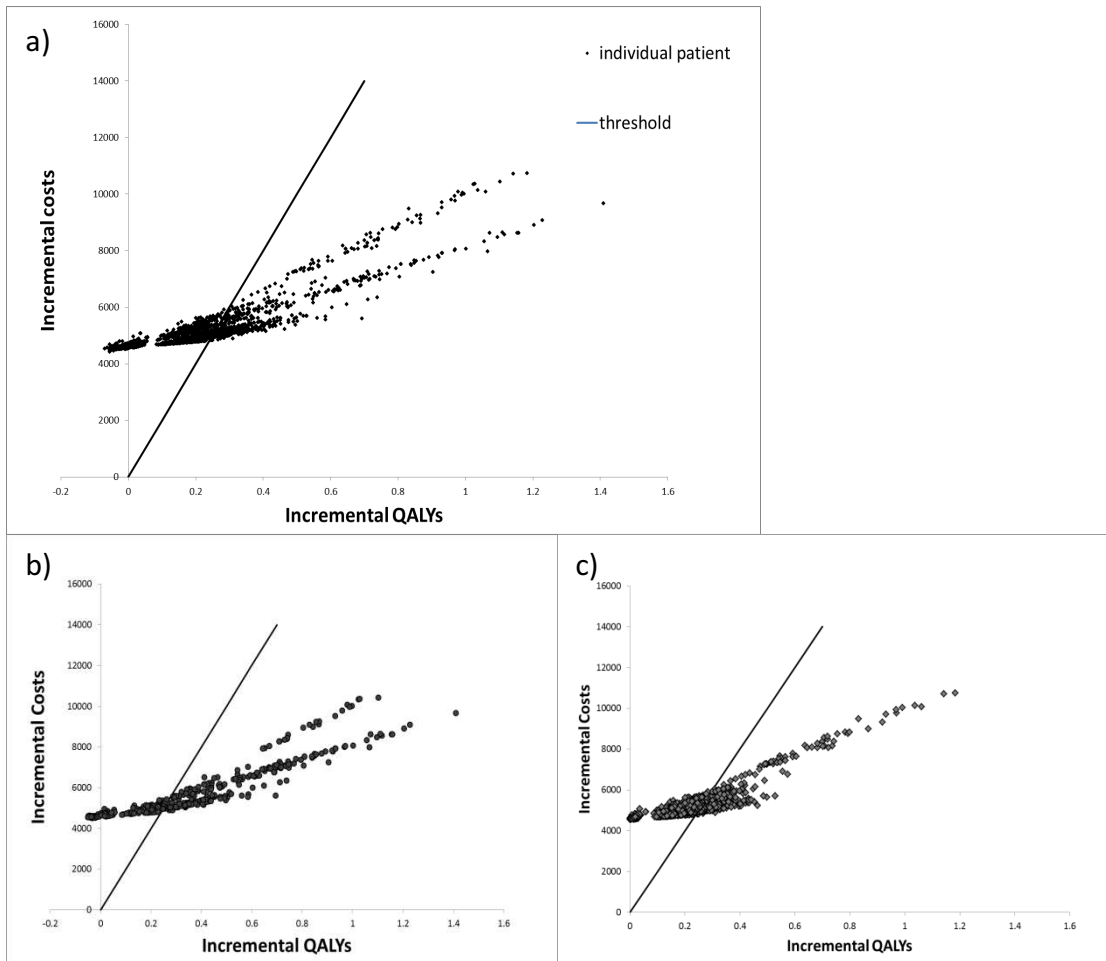 a)
16000
14000
12000
10000
8000
6000
4000
2000
0
-0.2 0 0.2 0.4 0.6 0.8 1 1.2 1.4 1.6
Incremental costs
Incremental QALYs
individual patient
threshold
b)
16000
14000
12000
10000
8000
6000
4000
2000
0
-0.2 0 0.2 0.4 0.6 0.8 1 1.2 1.4 1.6
Incremental Costs
Incremental QALYs
c)
16000
14000
12000
10000
8000
6000
4000
2000
0
0 0.2 0.4 0.6 0.8 1 1.2 1.4 1.6
Incremental Costs
Incremental QALYs